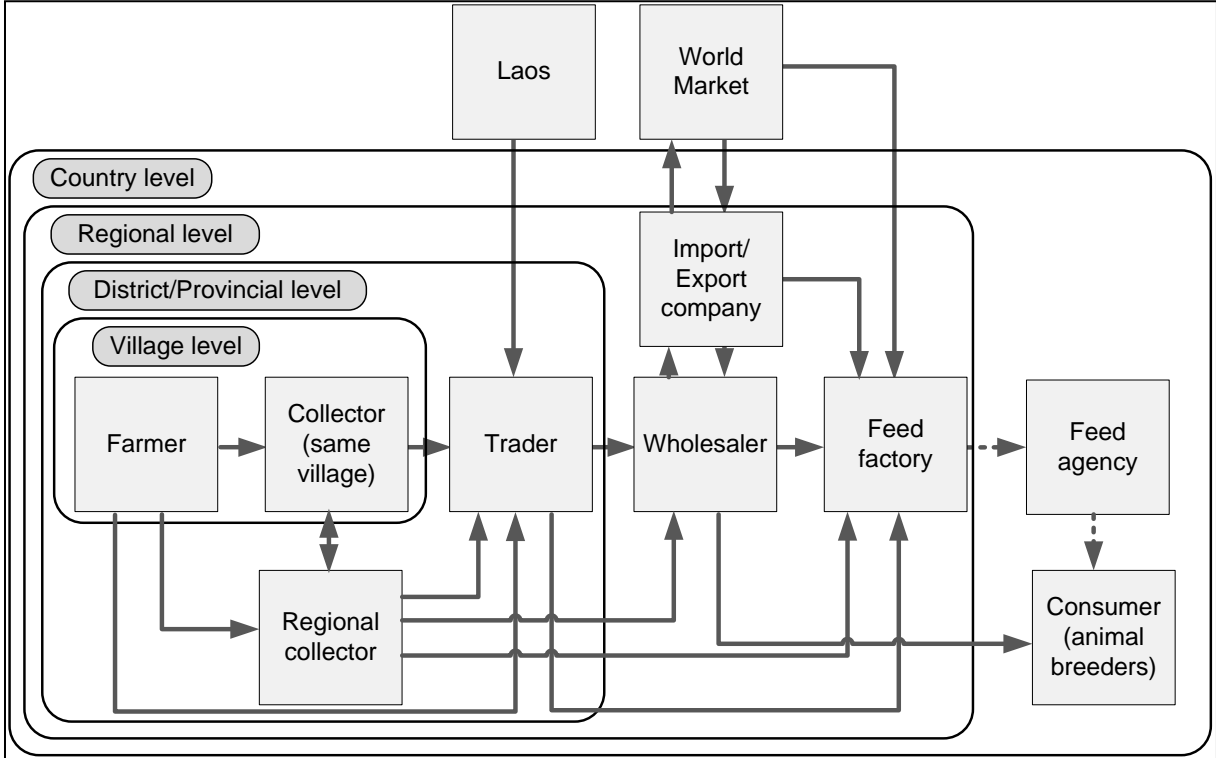 Laos
World
Market
Country level
Regional level
Import/
Export
company
District/Provincial level
Village level
Farmer
Collector
(same
village)
Trader
Wholesaler
Feed
factory
Feed
agency
Regional
collector
Consumer
(animal
breeders)